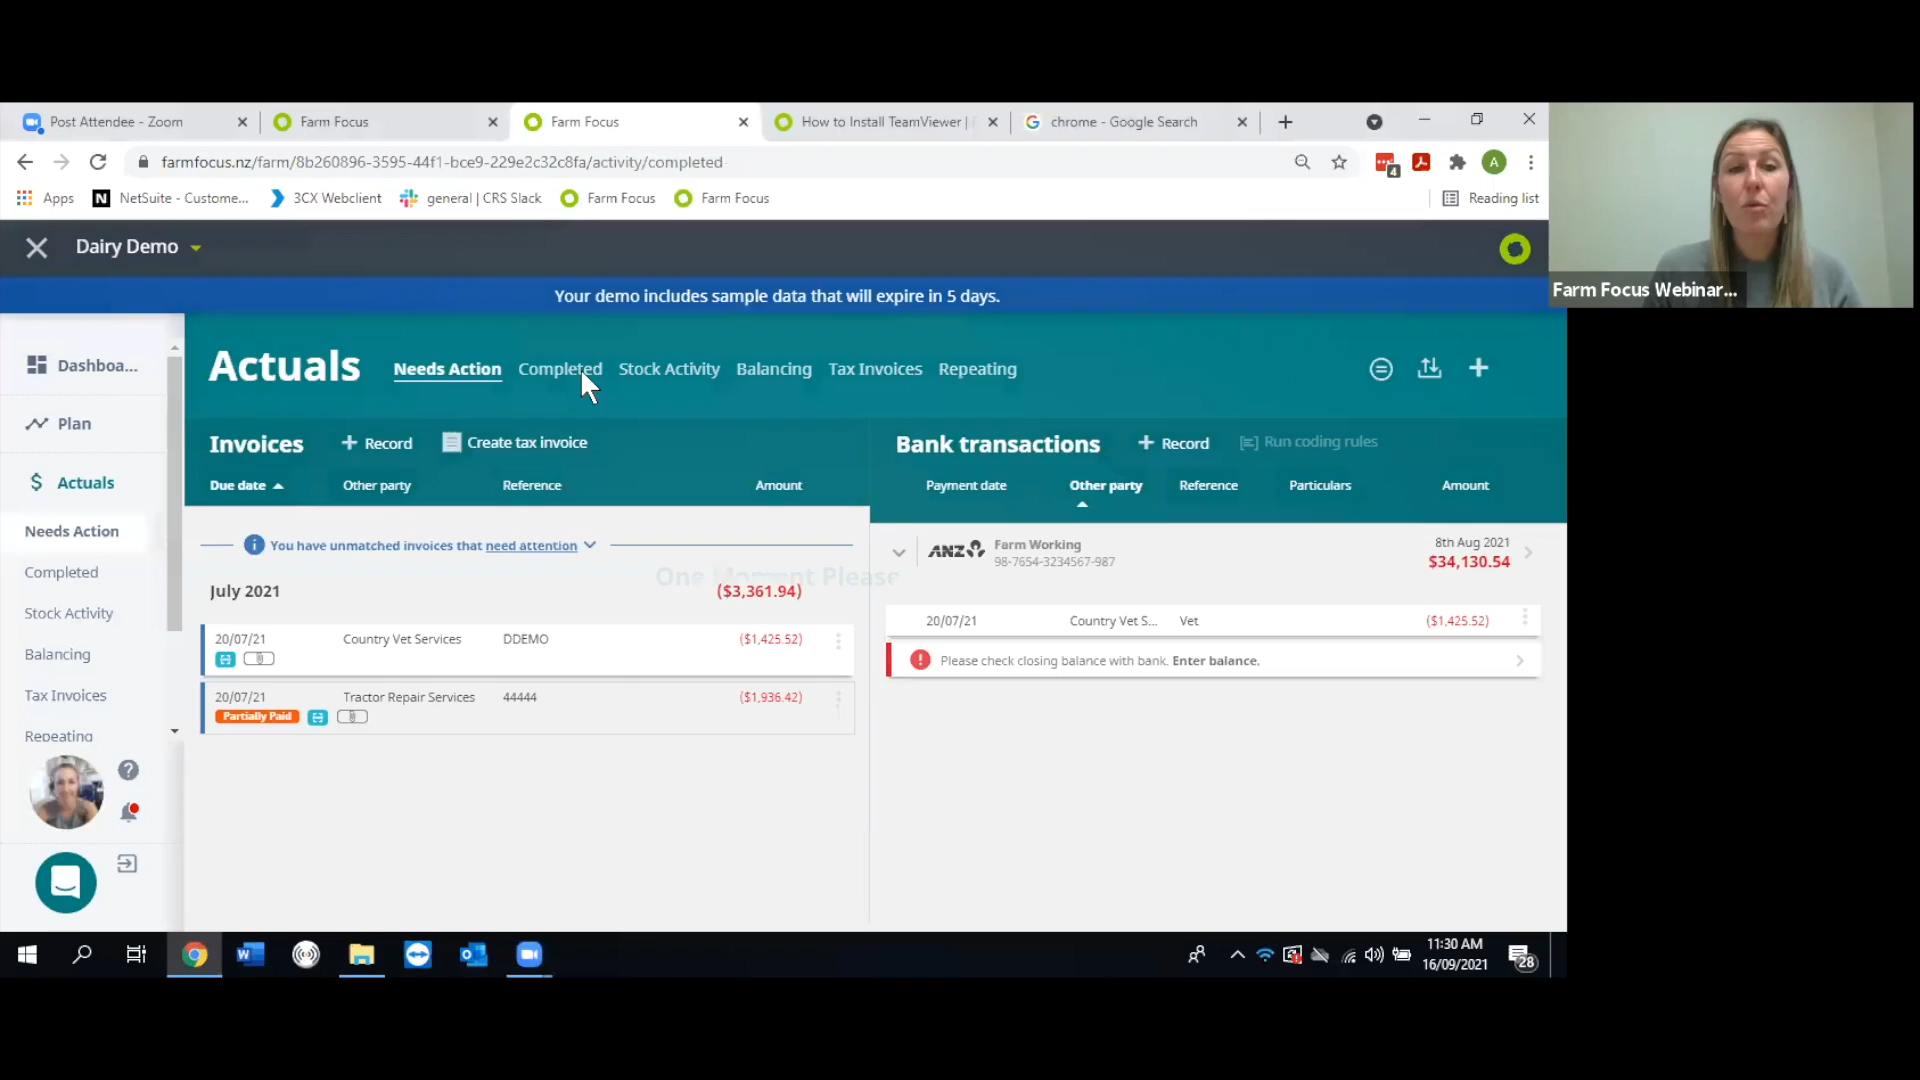 Post Attendee - Zoom
Farm Focus
Farm Focus
How to Install TeamViewer |
chrome - Google Search
farmfocus.nz/farm/8b260896-3595-44f1-bce9-229e2c32c8fa/activity/completed
4
A
Apps
NetSuite - Custome...
3CX Webclient
general | CRS Slack
Farm Focus
Farm Focus
Reading list
Dairy Demo
Farm Focus Webinar...
Your demo includes sample data that will expire in 5 days.
Dashboa...
Plan
Actuals
Needs Action
Completed
Stock Activity
Balancing
Tax Invoices
Repeating
Actuals
Needs Action Completed Stock Activity Balancing Tax Invoices Repeating
Invoices + Record Create tax invoice
Due date Other party Reference Amount
You have unmatched invoices that need attention
One Moment Please
July 2021 ($3,361.94)
20/07/21 Country Vet Services DDEMO ($1,425.52)
20/07/21 Tractor Repair Services 44444 ($1,936.42)
Partially Paid
Bank transactions + Record Run coding rules
Payment date Other party Reference Particulars Amount
ANZ Farm Working 8th Aug 2021
98-7654-3234567-987 $34,130.54
20/07/21 Country Vet S... Vet ($1,425.52)
Please check closing balance with bank. Enter balance.
11:30 AM
16/09/2021
28